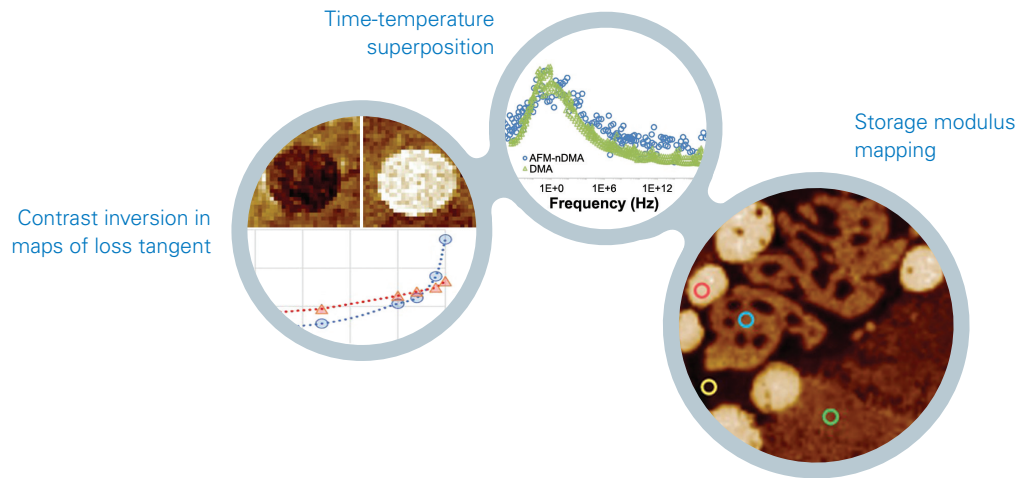 Time-temperature
superposition
AFM-nDMA
DMA
1E+0 1E+6 1E+12
Frequency (Hz)
Storage modulus
mapping
Contrast inversion in
maps of loss tangent